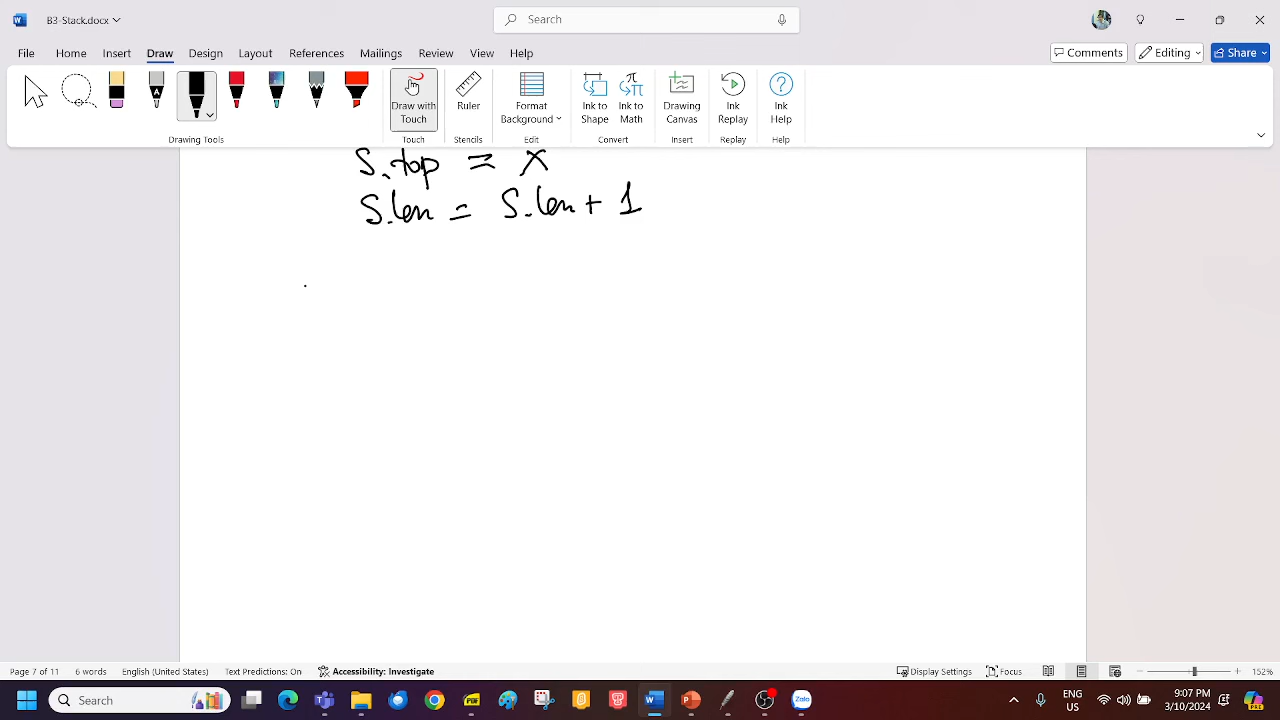 B3-Stack.docx
Search
File Home Insert Draw Design Layout References Mailings Review View Help
Comments Editing Share
Draw with Touch
Ruler
Format Background
Ink to Shape
Ink to Math
Drawing Canvas
Ink Replay
Ink Help
Drawing Tools Touch Stencils Edit Convert Insert Replay Help
S.top = x
S.len = S.len + 1
Page 7 of 11 6 words English (United States) Text Predictions: On Accessibility: Investigate Display Settings Focus 152%
Search
ENG US
9:07 PM
3/10/2024